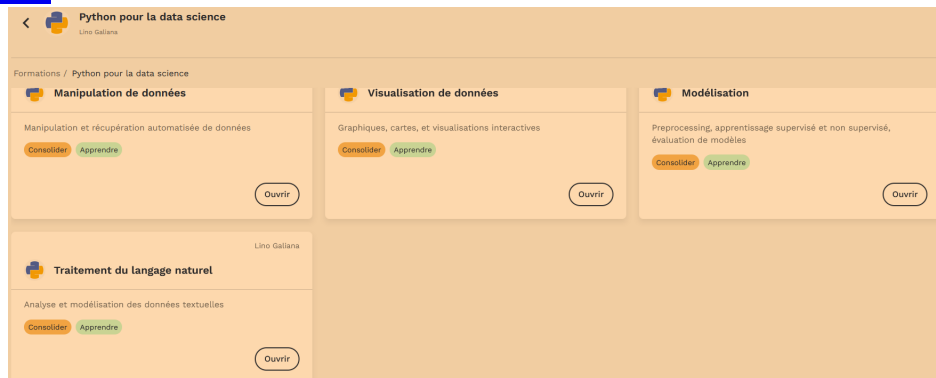 Python pour la data science
Lino Galiana
Formations / Python pour la data science
Manipulation de données
Manipulation et récupération automatisée de données
Consolider Apprendre
Ouvrir
Visualisation de données
Graphiques, cartes, et visualisations interactives
Consolider Apprendre
Ouvrir
Modélisation
Preprocessing, apprentissage supervisé et non supervisé,
évaluation de modèles
Consolider Apprendre
Ouvrir
Lino Galiana
Traitement du langage naturel
Analyse et modélisation des données textuelles
Consolider Apprendre
Ouvrir